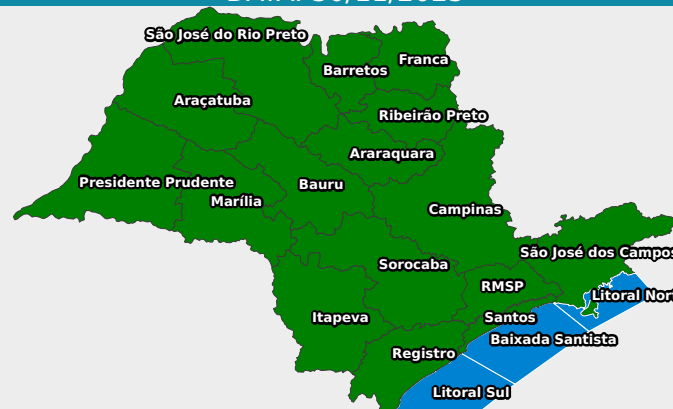 São José do Rio Preto
Franca
Barretos
Araçatuba
Ribeirão Preto
Araraquara
Presidente Prudente
Bauru
Marília
Campinas
São José dos Campos
Sorocaba
RMSP
Litoral Nort
Itapeva
Santos
Baixada Santista
Registro
Litoral Sul